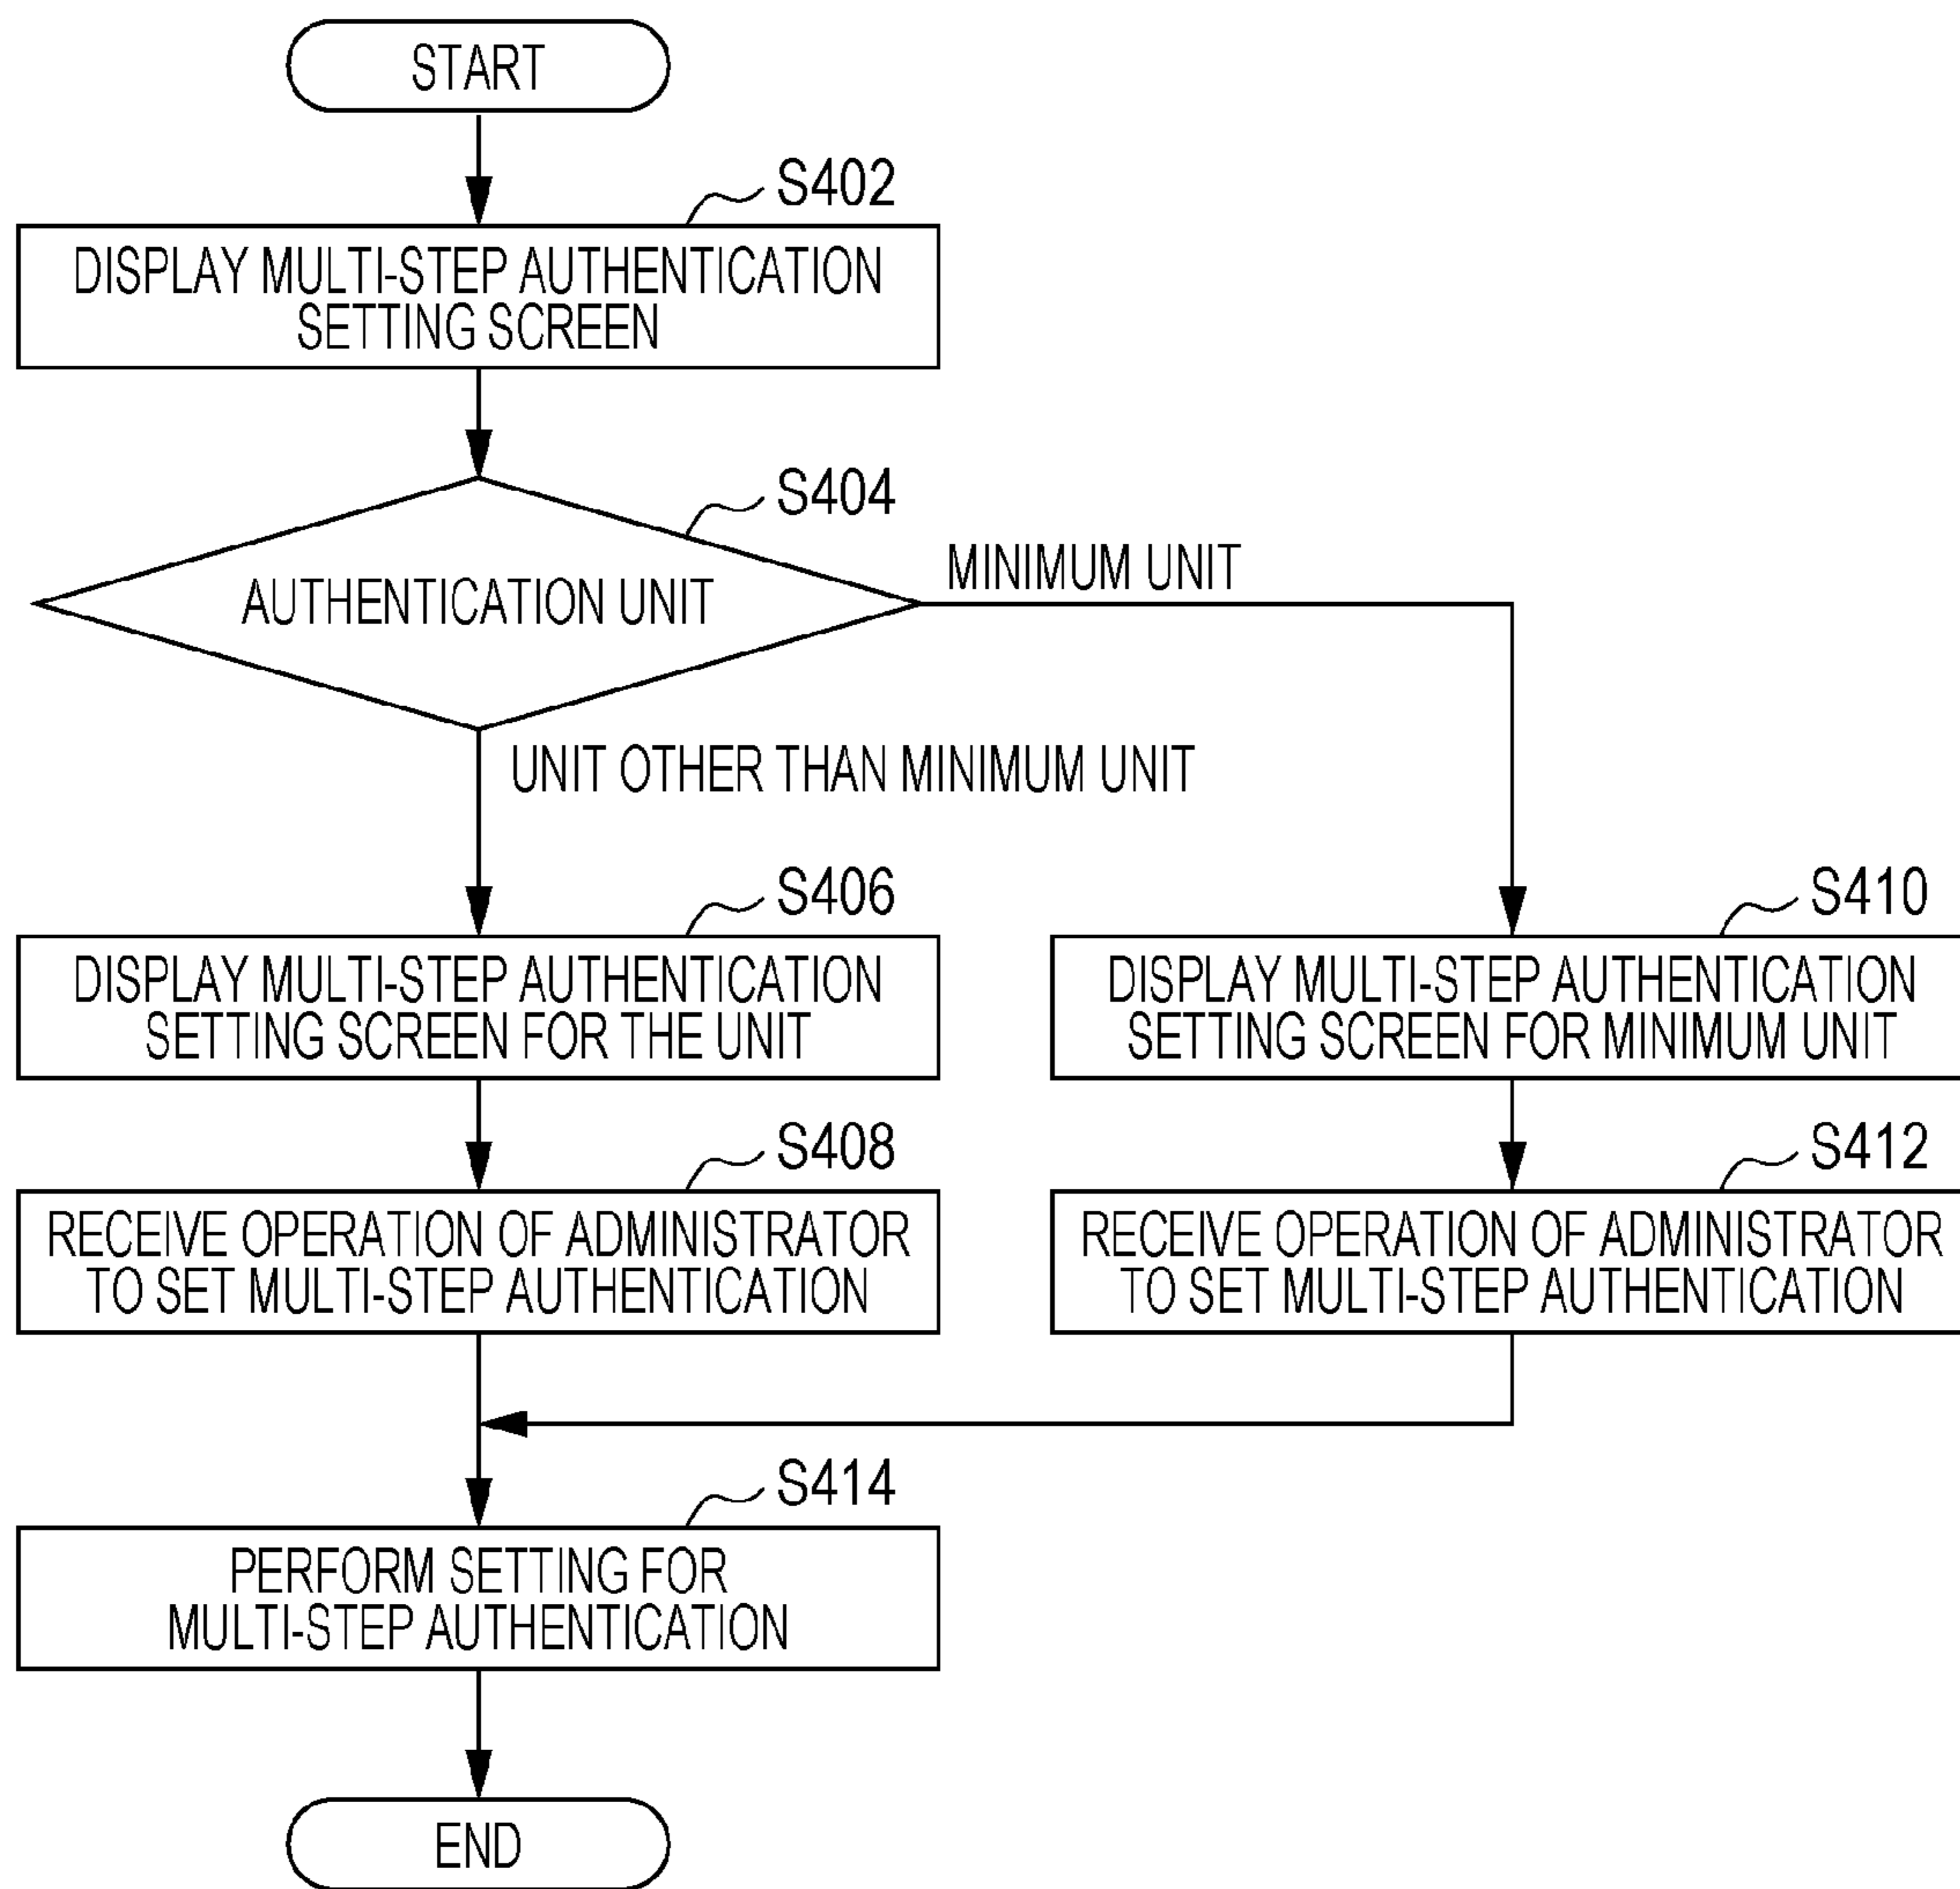 START
S402
DISPLAY MULTI-STEP AUTHENTICATION
SETTING SCREEN
S404
AUTHENTICATION UNIT
MINIMUM UNIT
UNIT OTHER THAN MINIMUM UNIT
S406
DISPLAY MULTI-STEP AUTHENTICATION
SETTING SCREEN FOR THE UNIT
S410
DISPLAY MULTI-STEP AUTHENTICATION
SETTING SCREEN FOR MINIMUM UNIT
S408
RECEIVE OPERATION OF ADMINISTRATOR
TO SET MULTI-STEP AUTHENTICATION
S412
RECEIVE OPERATION OF ADMINISTRATOR
TO SET MULTI-STEP AUTHENTICATION
S414
PERFORM SETTING FOR
MULTI-STEP AUTHENTICATION
END